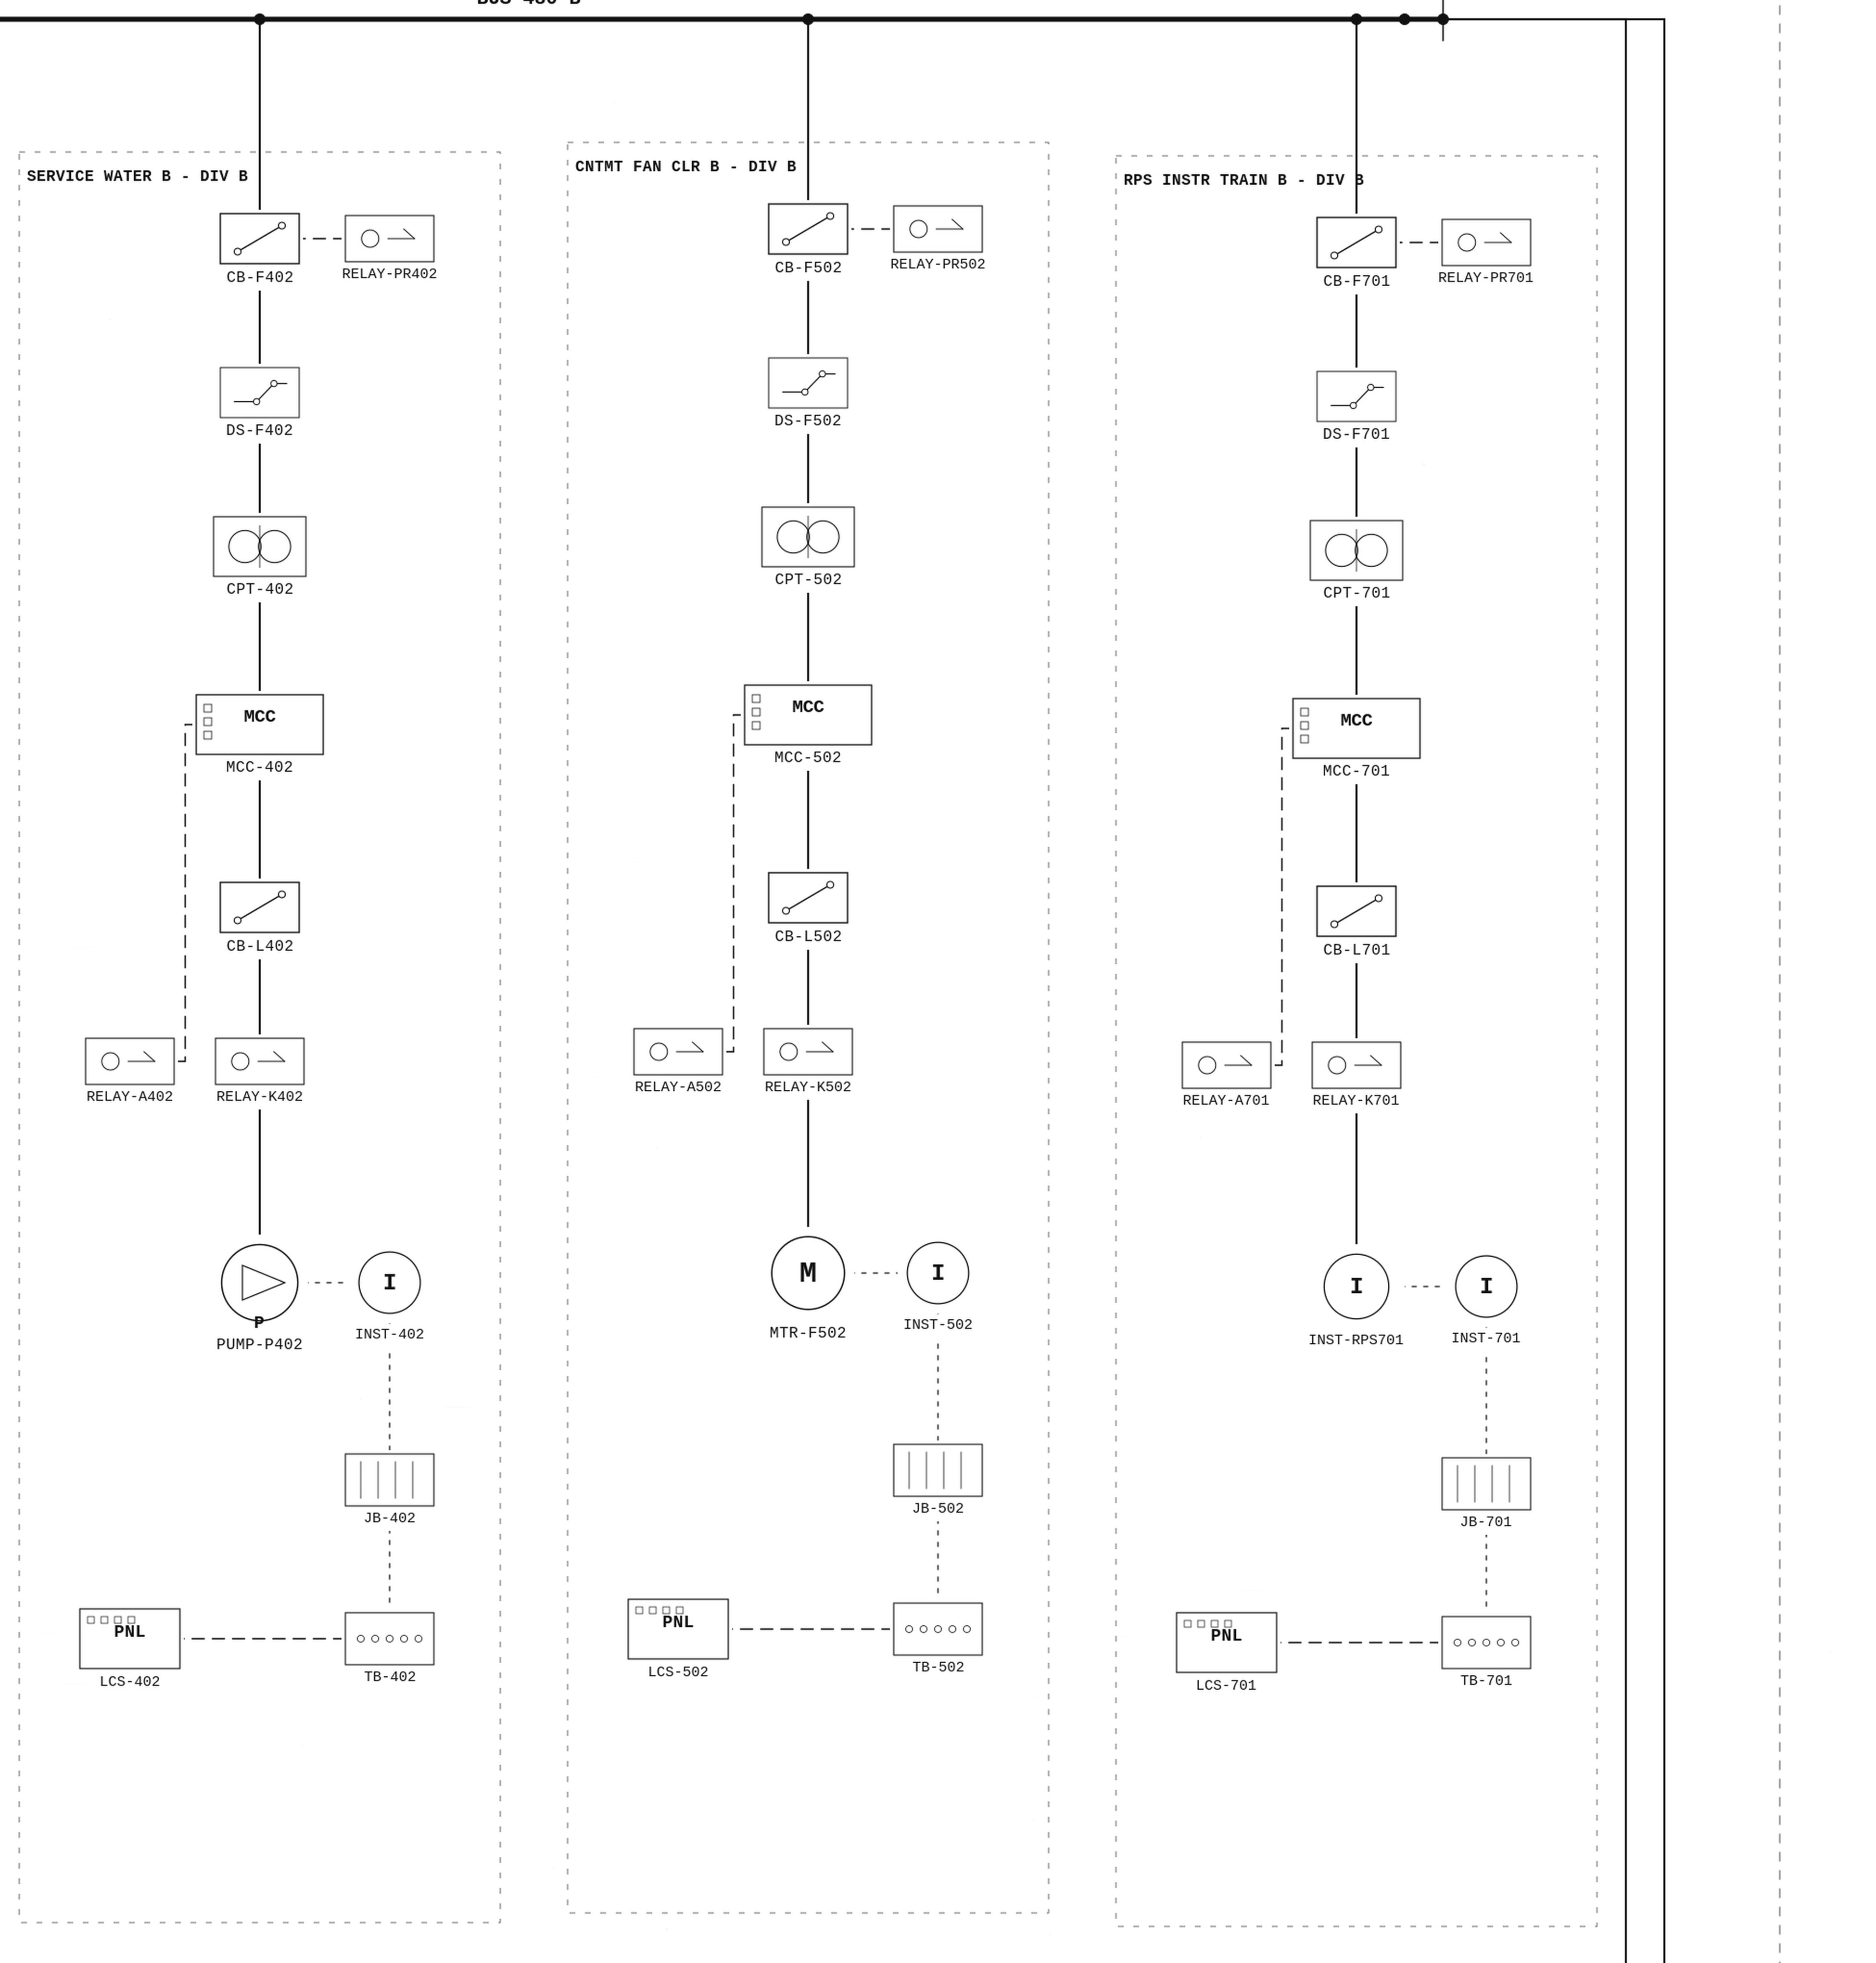 SERVICE WATER B - DIV B
CB-F402
RELAY-PR402
DS-F402
CPT-402
MCC
MCC-402
CB-L402
RELAY-A402
RELAY-K402
P
PUMP-P402
I
INST-402
JB-402
PNL
LCS-402
TB-402
CNTMT FAN CLR B - DIV B
CB-F502
RELAY-PR502
DS-F502
CPT-502
MCC
MCC-502
CB-L502
RELAY-A502
RELAY-K502
M
MTR-F502
I
INST-502
JB-502
PNL
LCS-502
TB-502
RPS INSTR TRAIN B - DIV B
CB-F701
RELAY-PR701
DS-F701
CPT-701
MCC
MCC-701
CB-L701
RELAY-A701
RELAY-K701
I
INST-RPS701
I
INST-701
JB-701
PNL
LCS-701
TB-701